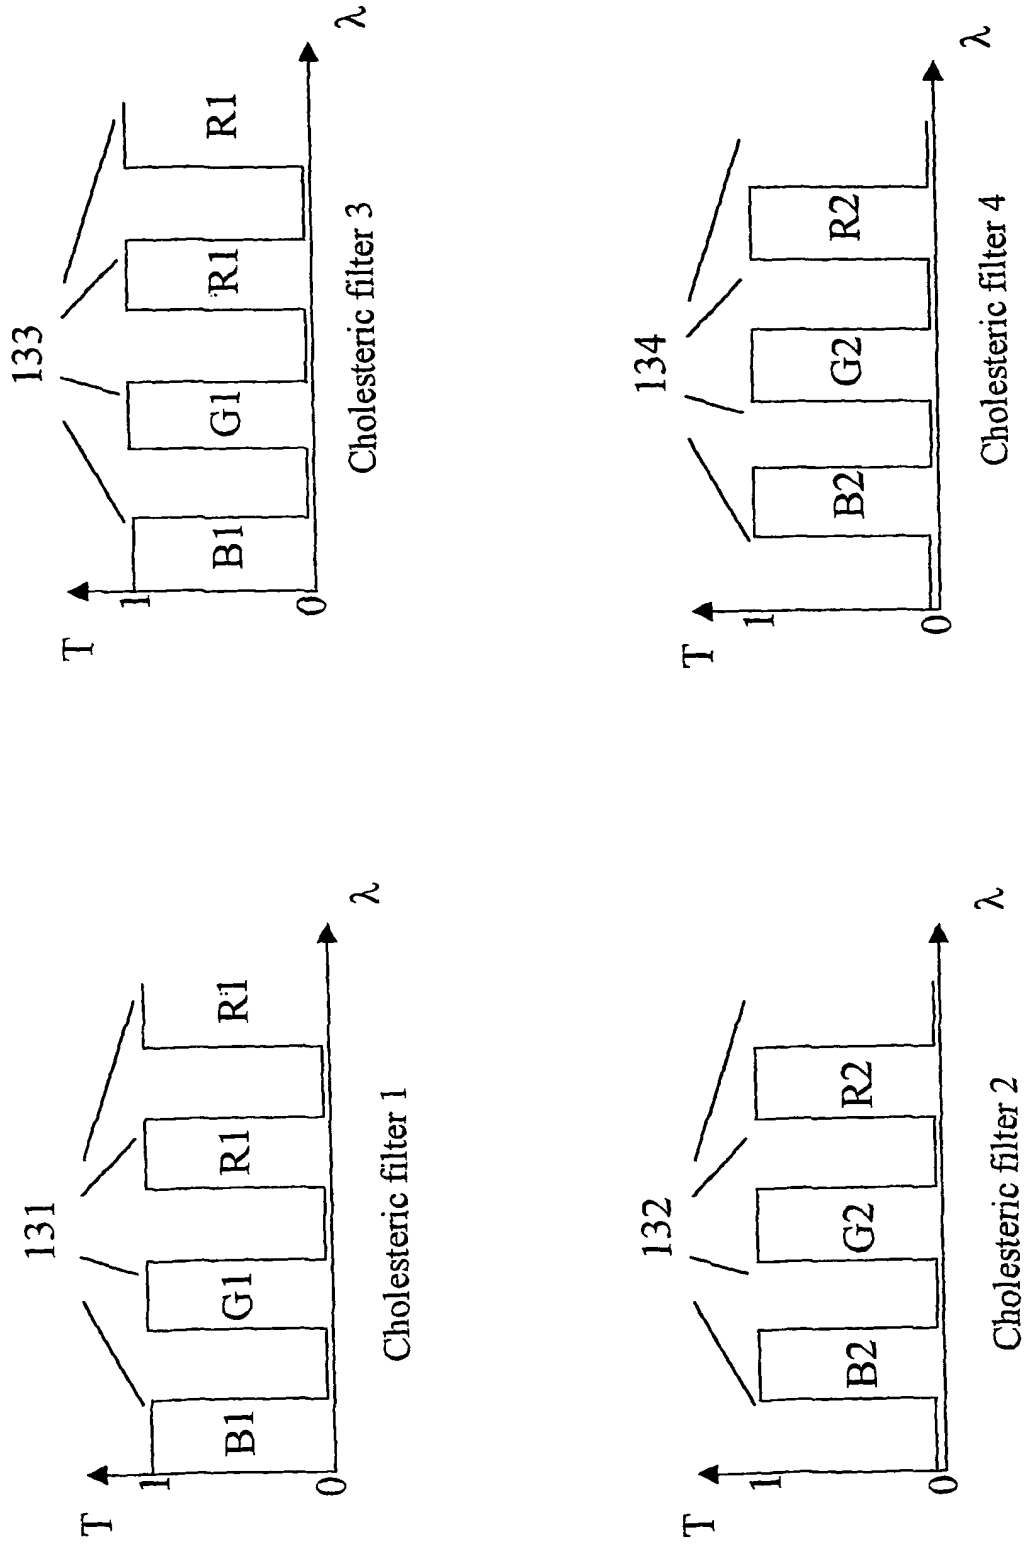 131
T
1
0
B1
G1
R1
R1
λ
Cholesteric filter 1
132
T
1
0
B2
G2
R2
λ
Cholesteric filter 2
133
T
1
0
B1
G1
R1
R1
λ
Cholesteric filter 3
134
T
1
0
B2
G2
R2
λ
Cholesteric filter 4